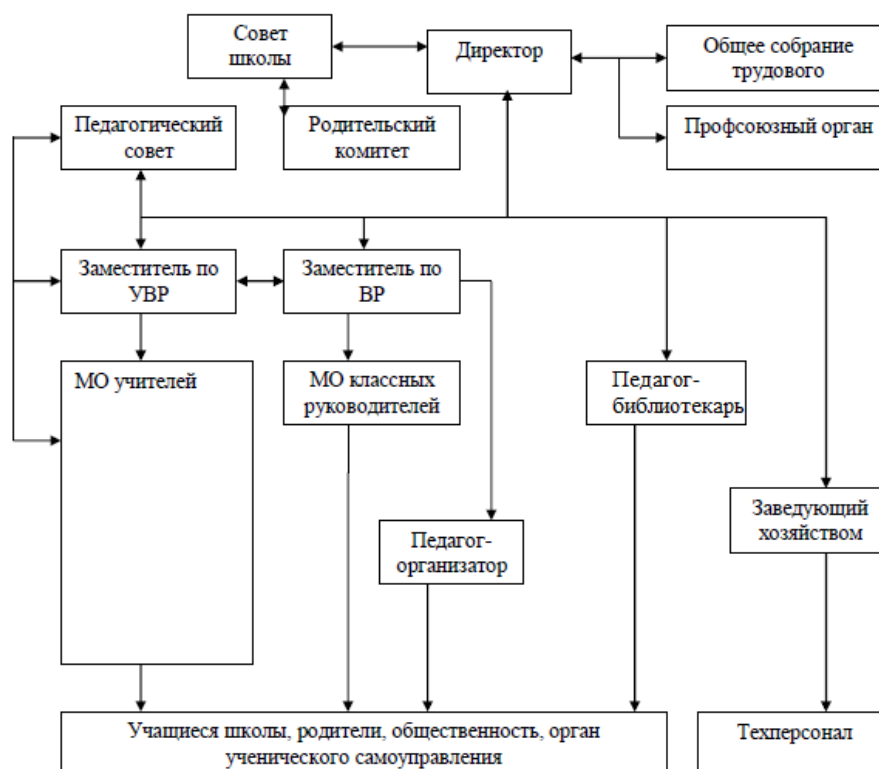 Совет
школы
Директор
Общее собрание
трудового
Педагогический
совет
Родительский
комитет
Профсоюзный орган
Заместитель по
УВР
Заместитель по
ВР
МО учителей
МО классных
руководителей
Педагог-
библиотекарь
Заведующий
хозяйством
Педагог-
организатор
Учащиеся школы, родители, общественность, орган
ученического самоуправления
Техперсонал